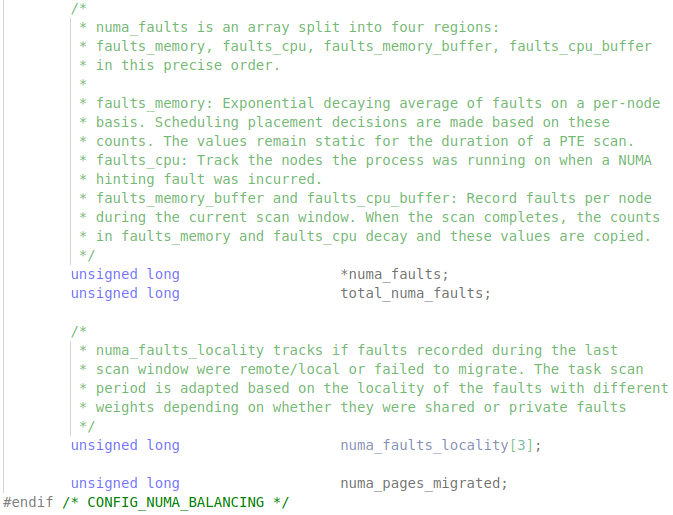 /*
* numa_faults is an array split into four regions:
* faults_memory, faults_cpu, faults_memory_buffer, faults_cpu_buffer
* in this precise order.
*
* faults_memory: Exponential decaying average of faults on a per-node
* basis. Scheduling placement decisions are made based on these
* counts. The values remain static for the duration of a PTE scan.
* faults_cpu: Track the nodes the process was running on when a NUMA
* hinting fault was incurred.
* faults_memory_buffer and faults_cpu_buffer: Record faults per node
* during the current scan window. When the scan completes, the counts
* in faults_memory and faults_cpu decay and these values are copied.
*/
unsigned long *numa_faults;
unsigned long total_numa_faults;
/*
* numa_faults_locality tracks if faults recorded during the last
* scan window were remote/local or failed to migrate. The task scan
* period is adapted based on the locality of the faults with different
* weights depending on whether they were shared or private faults
*/
unsigned long numa_faults_locality[3];
unsigned long numa_pages_migrated;
#endif /* CONFIG_NUMA_BALANCING */